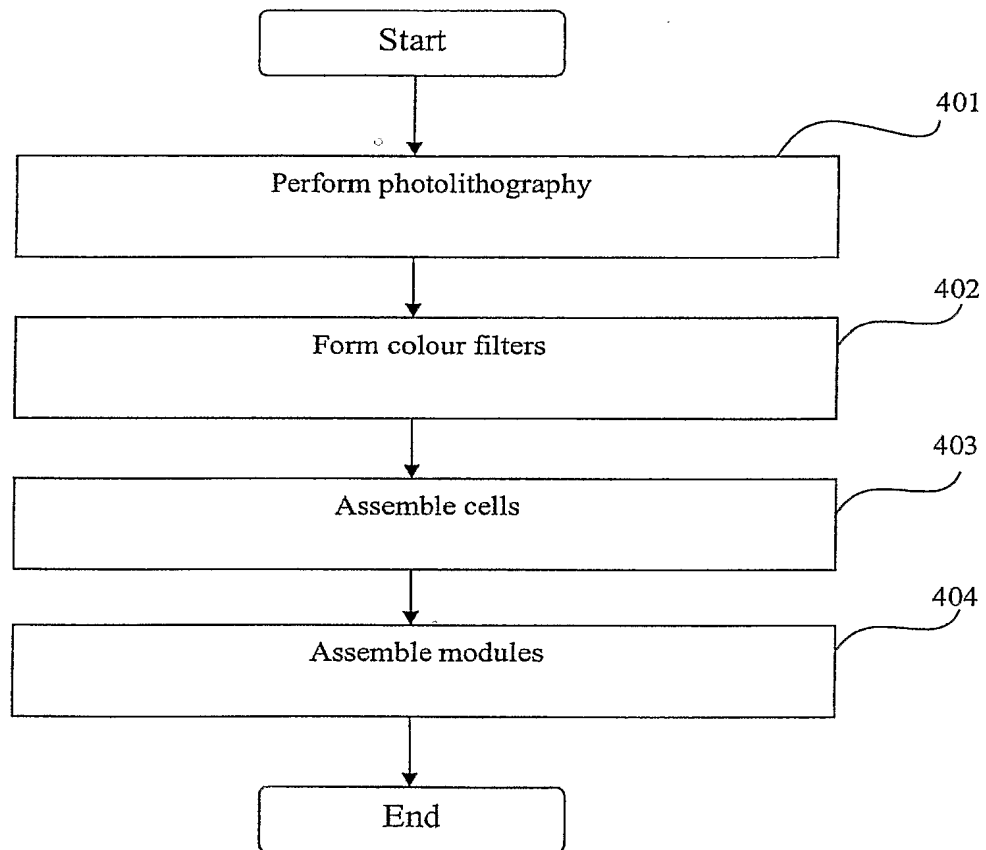 Start
401
Perform photolithography
402
Form colour filters
403
Assemble cells
404
Assemble modules
End